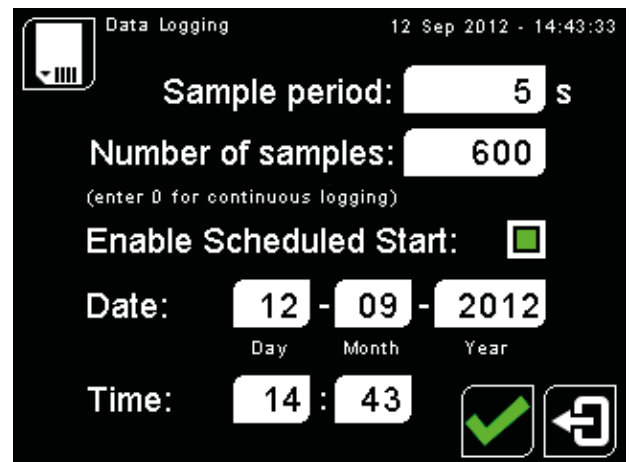 Data Logging 12 Sep 2012 - 14:43:33
Sample period: 5 s
Number of samples: 600
(enter 0 for continuous logging)
Enable Scheduled Start:
Date: 12 - 09 - 2012
Day Month Year
Time: 14 : 43